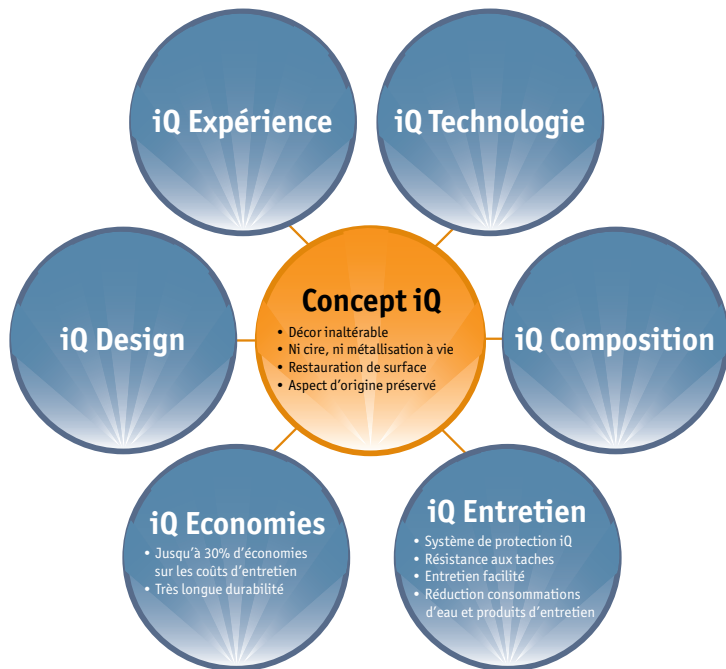 iQ Expérience
iQ Technologie
iQ Design
Concept iQ
• Décor inaltérable
• Ni cire, ni métallisation à vie
• Restauration de surface
• Aspect d'origine préservé
iQ Composition
iQ Economies
• Jusqu'à 30% d'économies
sur les coûts d'entretien
• Très longue durabilité
iQ Entretien
• Système de protection iQ
• Résistance aux taches
• Entretien facilité
• Réduction consommations
d'eau et produits d'entretien